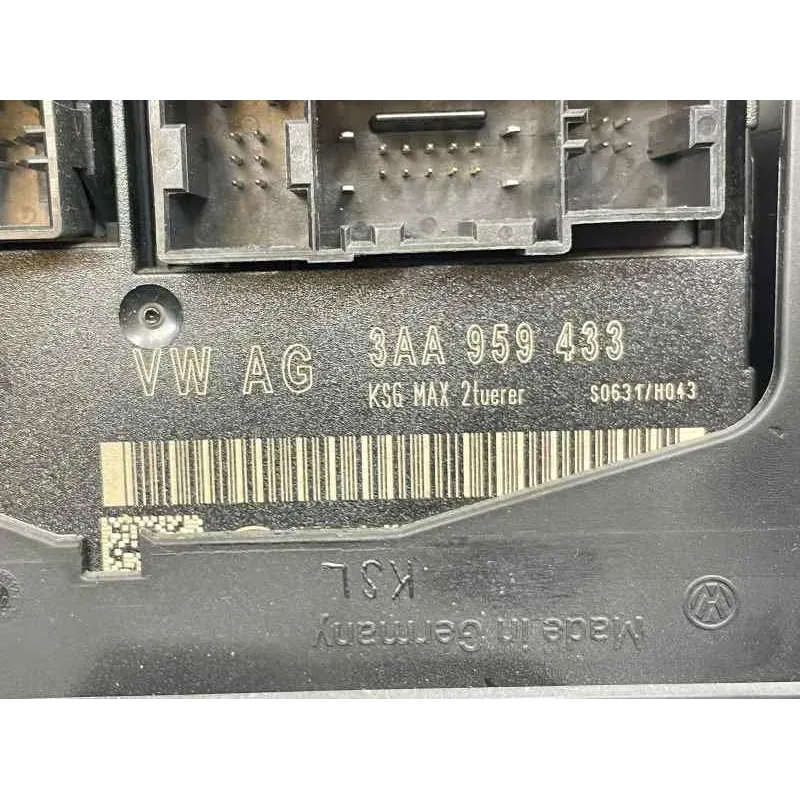 VW AG 3AA 959 433
KSG MAX 2tuerer S0631/H043
KSL
Made in Germany